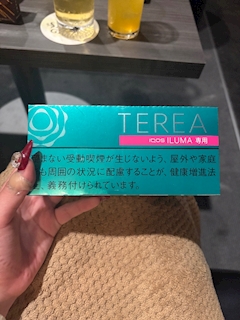 TEREA
IQOS ILUMA 専用
まない受動喫煙が生じないよう、屋外や家庭
も周囲の状況に配慮することが、健康増進法
、義務付けられています。